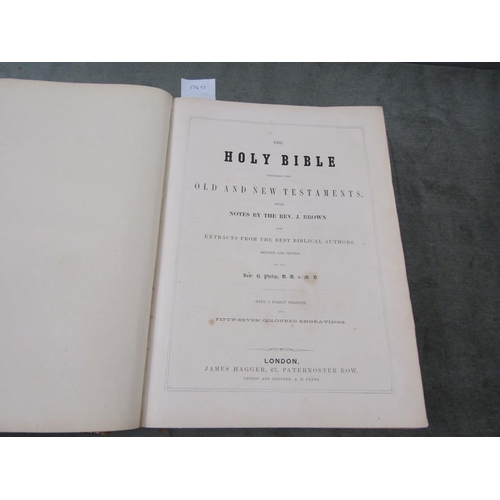 THE
HOLY BIBLE
CONTAINING THE
OLD AND NEW TESTAMENTS,
WITH
NOTES BY THE REV. J. BROWN
AND
EXTRACTS FROM THE BEST BIBLICAL AUTHORS
REVISED AND EDITED
BY THE
WITH A FAMILY REGISTER
AND
FIFTY-SEVEN COLOURED ENGRAVINGS.
LONDON,
JAMES HAGGER, 67, PATERNOSTER ROW.